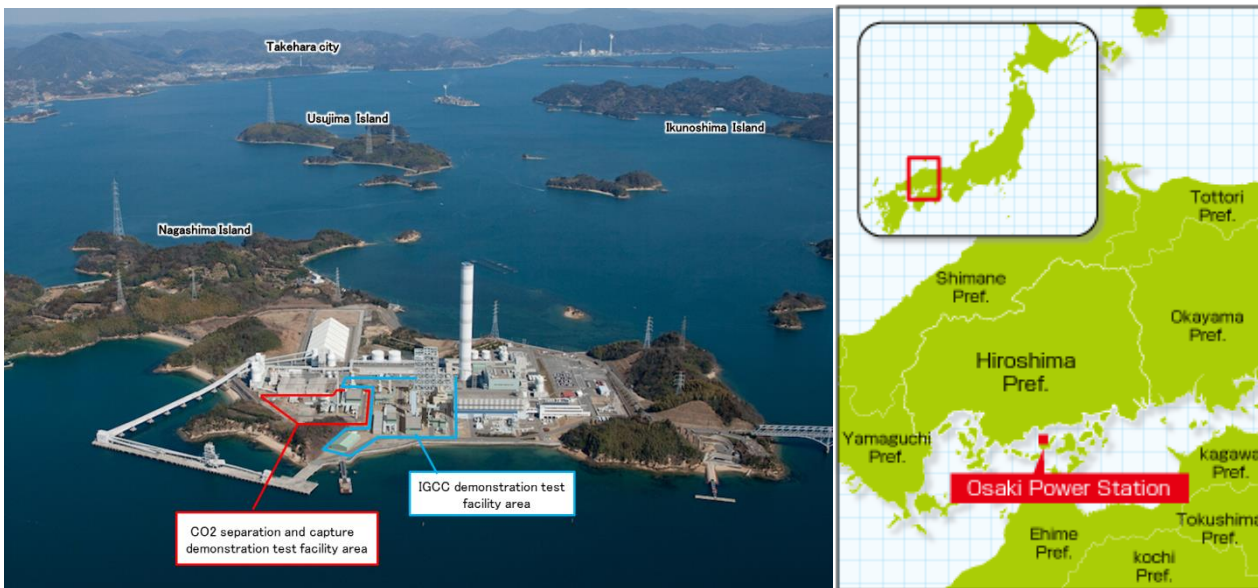 Takehara city
Usujima Island
Ikunoshima Island
Nagashima Island
IGCC demonstration test
facility area
CO2 separation and capture
demonstration test facility area
Tottori
Pref.
Shimane
Pref.
Okayama
Pref.
Hiroshima
Pref.
Yamaguchi
Pref.
kagawa
Pref.
Osaki Power Station
Tokushima
Pref.
Ehime
Pref.
kochi
Pref.